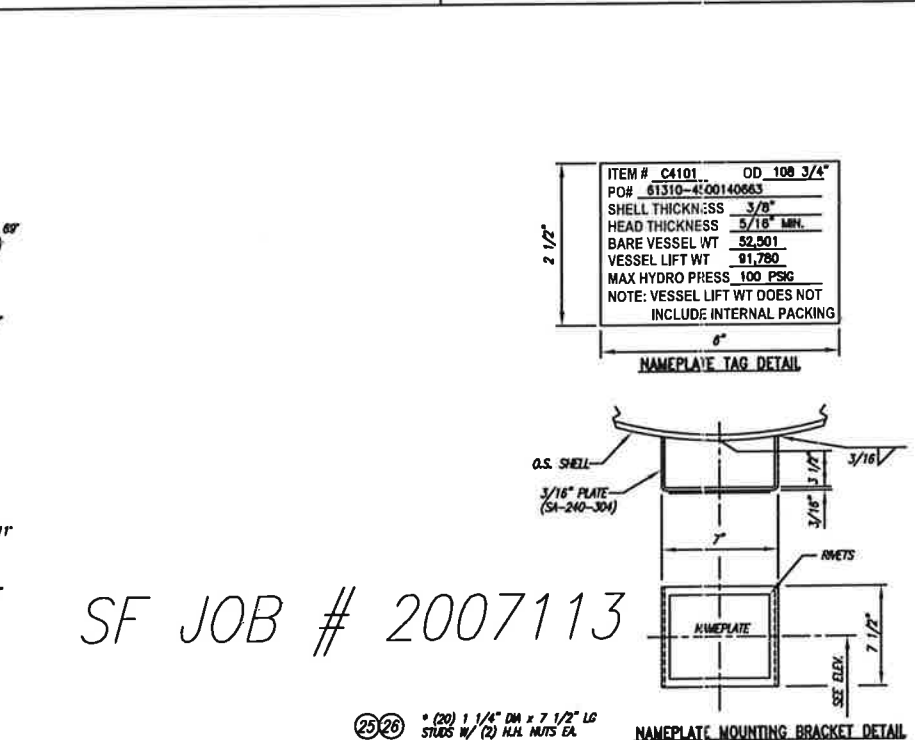 ITEM # C4101 OD 108 3/4"
PO# 61310-4500140663
SHELL THICKNESS 3/8"
HEAD THICKNESS 5/16" MIN.
BARE VESSEL WT 52,501
VESSEL LIFT WT 91,780
MAX HYDRO PRESS 100 PSIG
NOTE: VESSEL LIFT WT DOES NOT
INCLUDE INTERNAL PACKING
2 1/2"
6"
NAMEPLATE TAG DETAIL
O.S. SHELL
3/16" PLATE
(SA-240-304)
3 1/2"
3/16
3/16"
7"
RIVETS
NAMEPLATE
7 1/2"
SEE ELEV.
NAMEPLATE MOUNTING BRACKET DETAIL
SF JOB # 2007113
25 26 * (20) 1 1/4" DIA x 7 1/2" LG
STUDS W/ (2) H.H. NUTS EA.